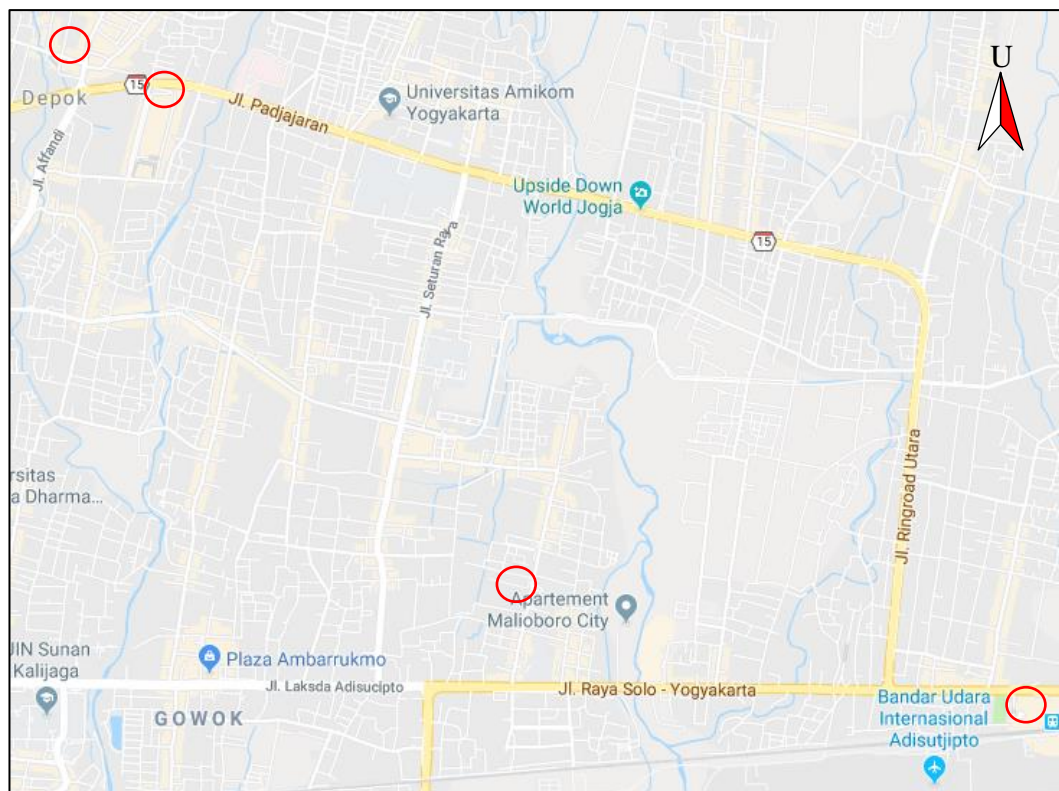 U
15
Depok
Jl. Padjajaran
Universitas Amikom
Yogyakarta
Jl. Affandi
Upside Down
World Jogja
15
Jl. Seturan Raya
rsitas
a Dharma...
Jl. Ringroad Utara
Apartement
Malioboro City
JIN Sunan
Kalijaga
Plaza Ambarrukmo
Jl. Laksda Adisucipto
Jl. Raya Solo - Yogyakarta
GOWOK
Bandar Udara
Internasional
Adisutjipto